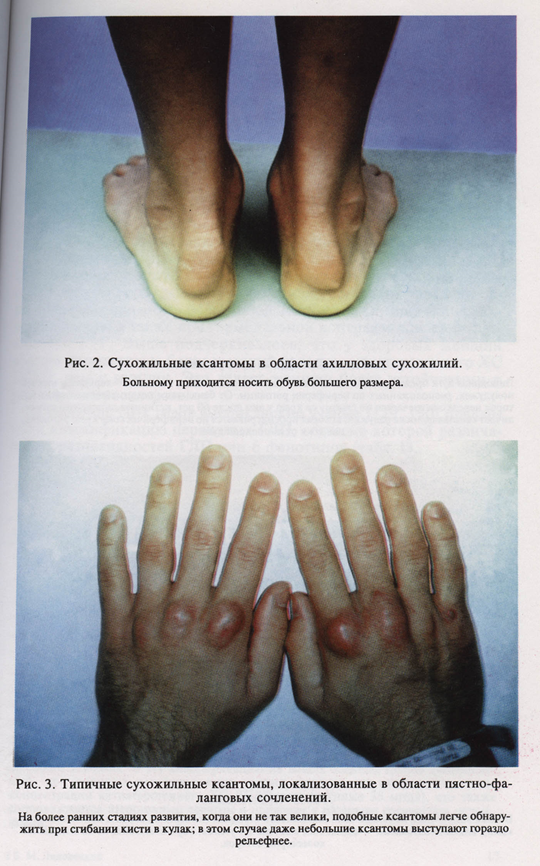 Рис. 2. Сухожильные ксантомы в области ахилловых сухожилий.
Больному приходится носить обувь большего размера.
Рис. 3. Типичные сухожильные ксантомы, локализованные в области пястно-фа-
ланговых сочленений.
На более ранних стадиях развития, когда они не так велики, подобные ксантомы легче обнару-
жить при сгибании кисти в кулак; в этом случае даже небольшие ксантомы выступают гораздо
рельефнее.